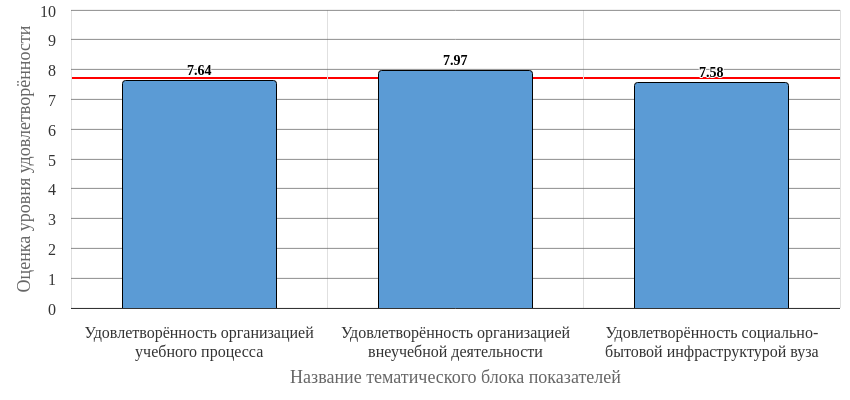 Оценка уровня удовлетворённости
10
9
8
7
6
5
4
3
2
1
0
7.64
7.97
7.58
Удовлетворённость организацией
учебного процесса
Удовлетворённость организацией
внеучебной деятельности
Удовлетворённость социально-
бытовой инфраструктурой вуза
Название тематического блока показателей